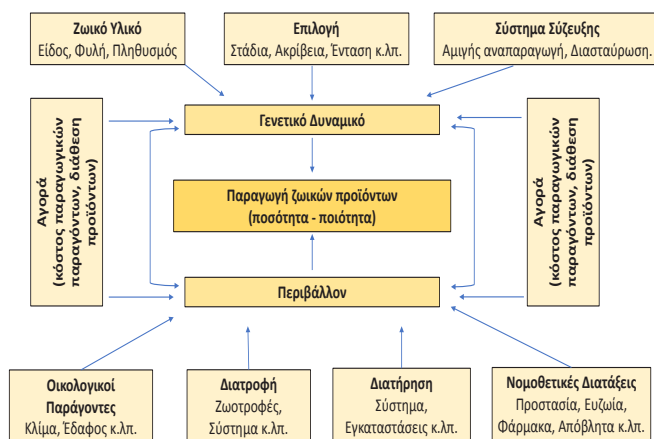 Ζωικό Υλικό
Είδος, Φυλή, Πληθυσμός
Επιλογή
Στάδια, Ακρίβεια, Ένταση κ.λπ.
Σύστημα Σύζευξης
Αμιγής αναπαραγωγή, Διασταύρωση.
Αγορά
(κόστος παραγωγικών
παραγόντων, διάθεση
προϊόντων)
Γενετικό Δυναμικό
Παραγωγή ζωικών προϊόντων
(ποσότητα - ποιότητα)
Περιβάλλον
Αγορά
(κόστος παραγωγικών
παραγόντων, διάθεση
προϊόντων)
Οικολογικοί
Παράγοντες
Κλίμα, Έδαφος κ.λπ.
Διατροφή
Ζωοτροφές,
Σύστημα κ.λπ.
Διατήρηση
Σύστημα,
Εγκαταστάσεις κ.λπ.
Νομοθετικές Διατάξεις
Προστασία, Ευζωία,
Φάρμακα, Απόβλητα κ.λπ.